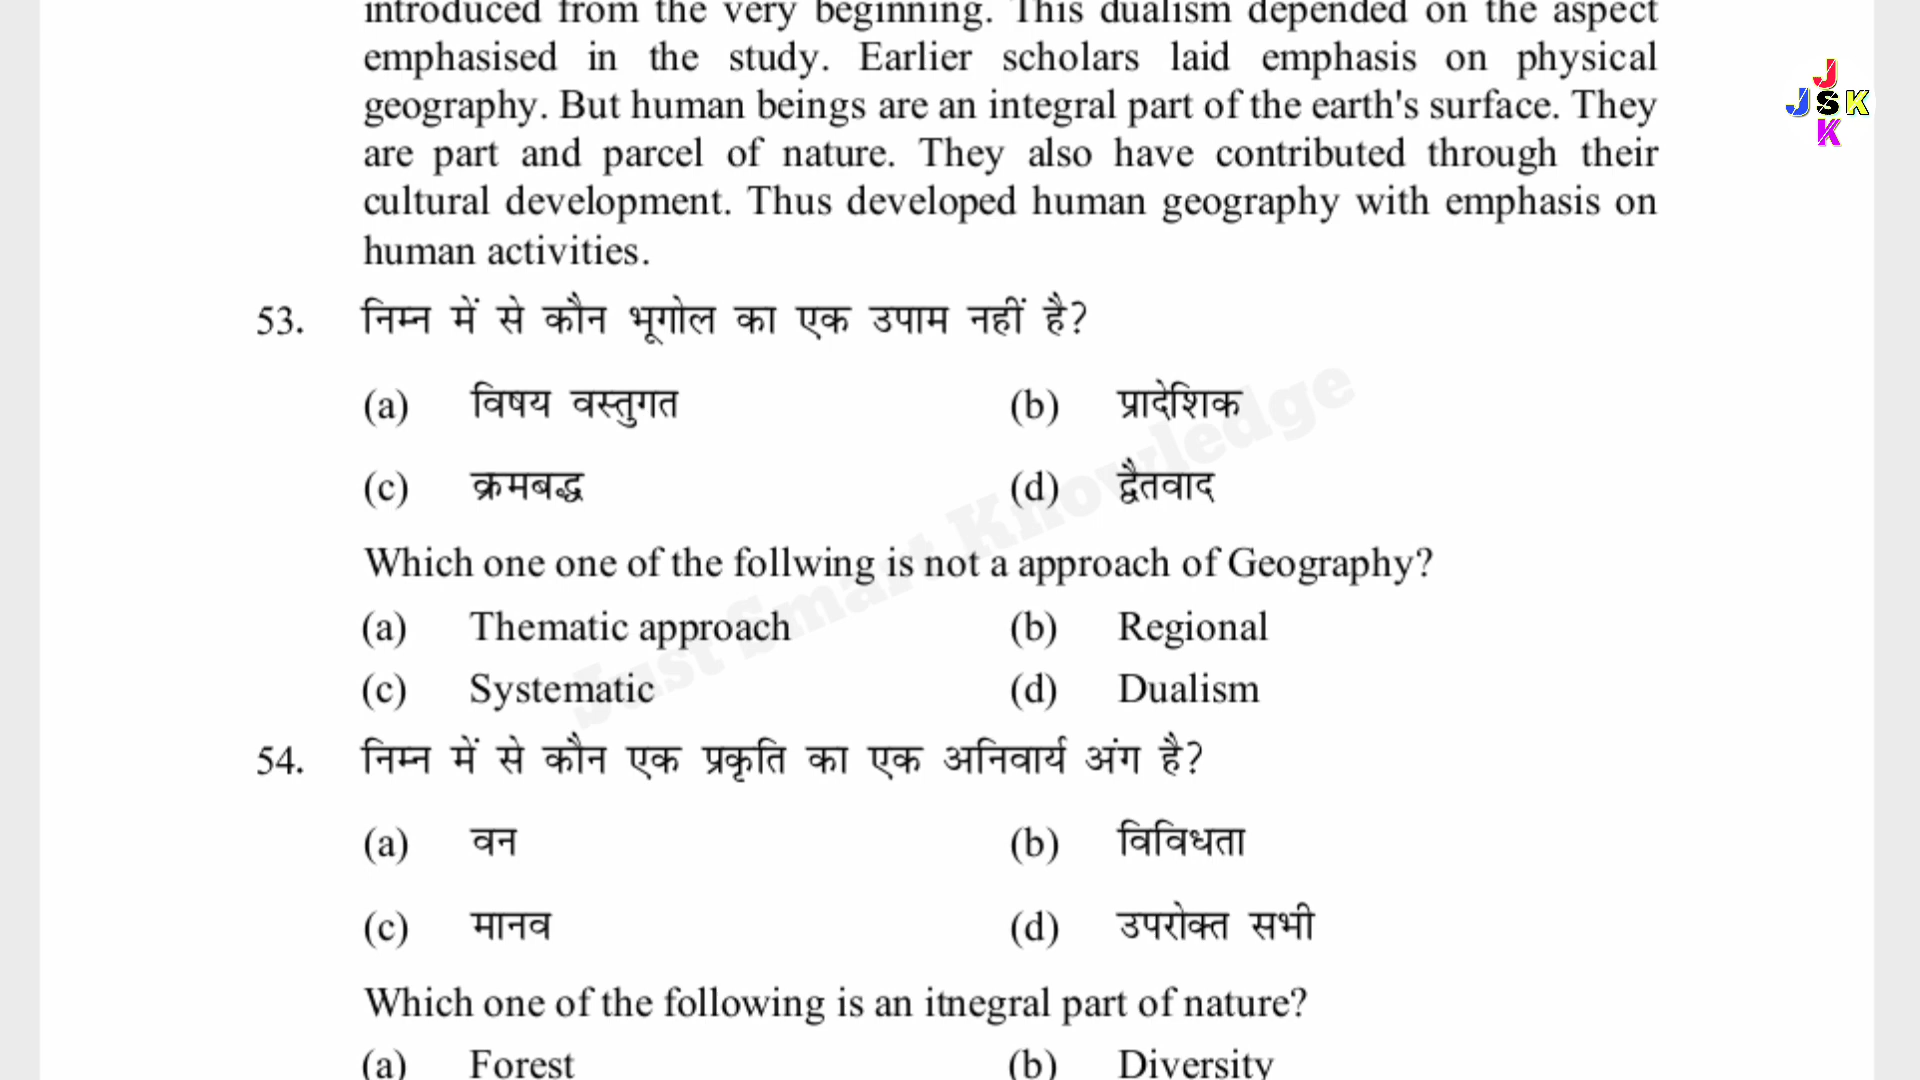 introduced from the very beginning. This dualism depended on the aspect
emphasised in the study. Earlier scholars laid emphasis on physical
geography. But human beings are an integral part of the earth's surface. They
are part and parcel of nature. They also have contributed through their
cultural development. Thus developed human geography with emphasis on
human activities.
J
JSK
K
53. निम्न में से कौन भूगोल का एक उपाम नहीं है?
(a) विषय वस्तुगत (b) प्रादेशिक
(c) क्रमबद्ध (d) द्वैतवाद
Which one one of the follwing is not a approach of Geography?
(a) Thematic approach (b) Regional
(c) Systematic (d) Dualism
Just Smart Knowledge
54. निम्न में से कौन एक प्रकृति का एक अनिवार्य अंग है?
(a) वन (b) विविधता
(c) मानव (d) उपरोक्त सभी
Which one of the following is an itnegral part of nature?
(a) Forest (b) Diversity